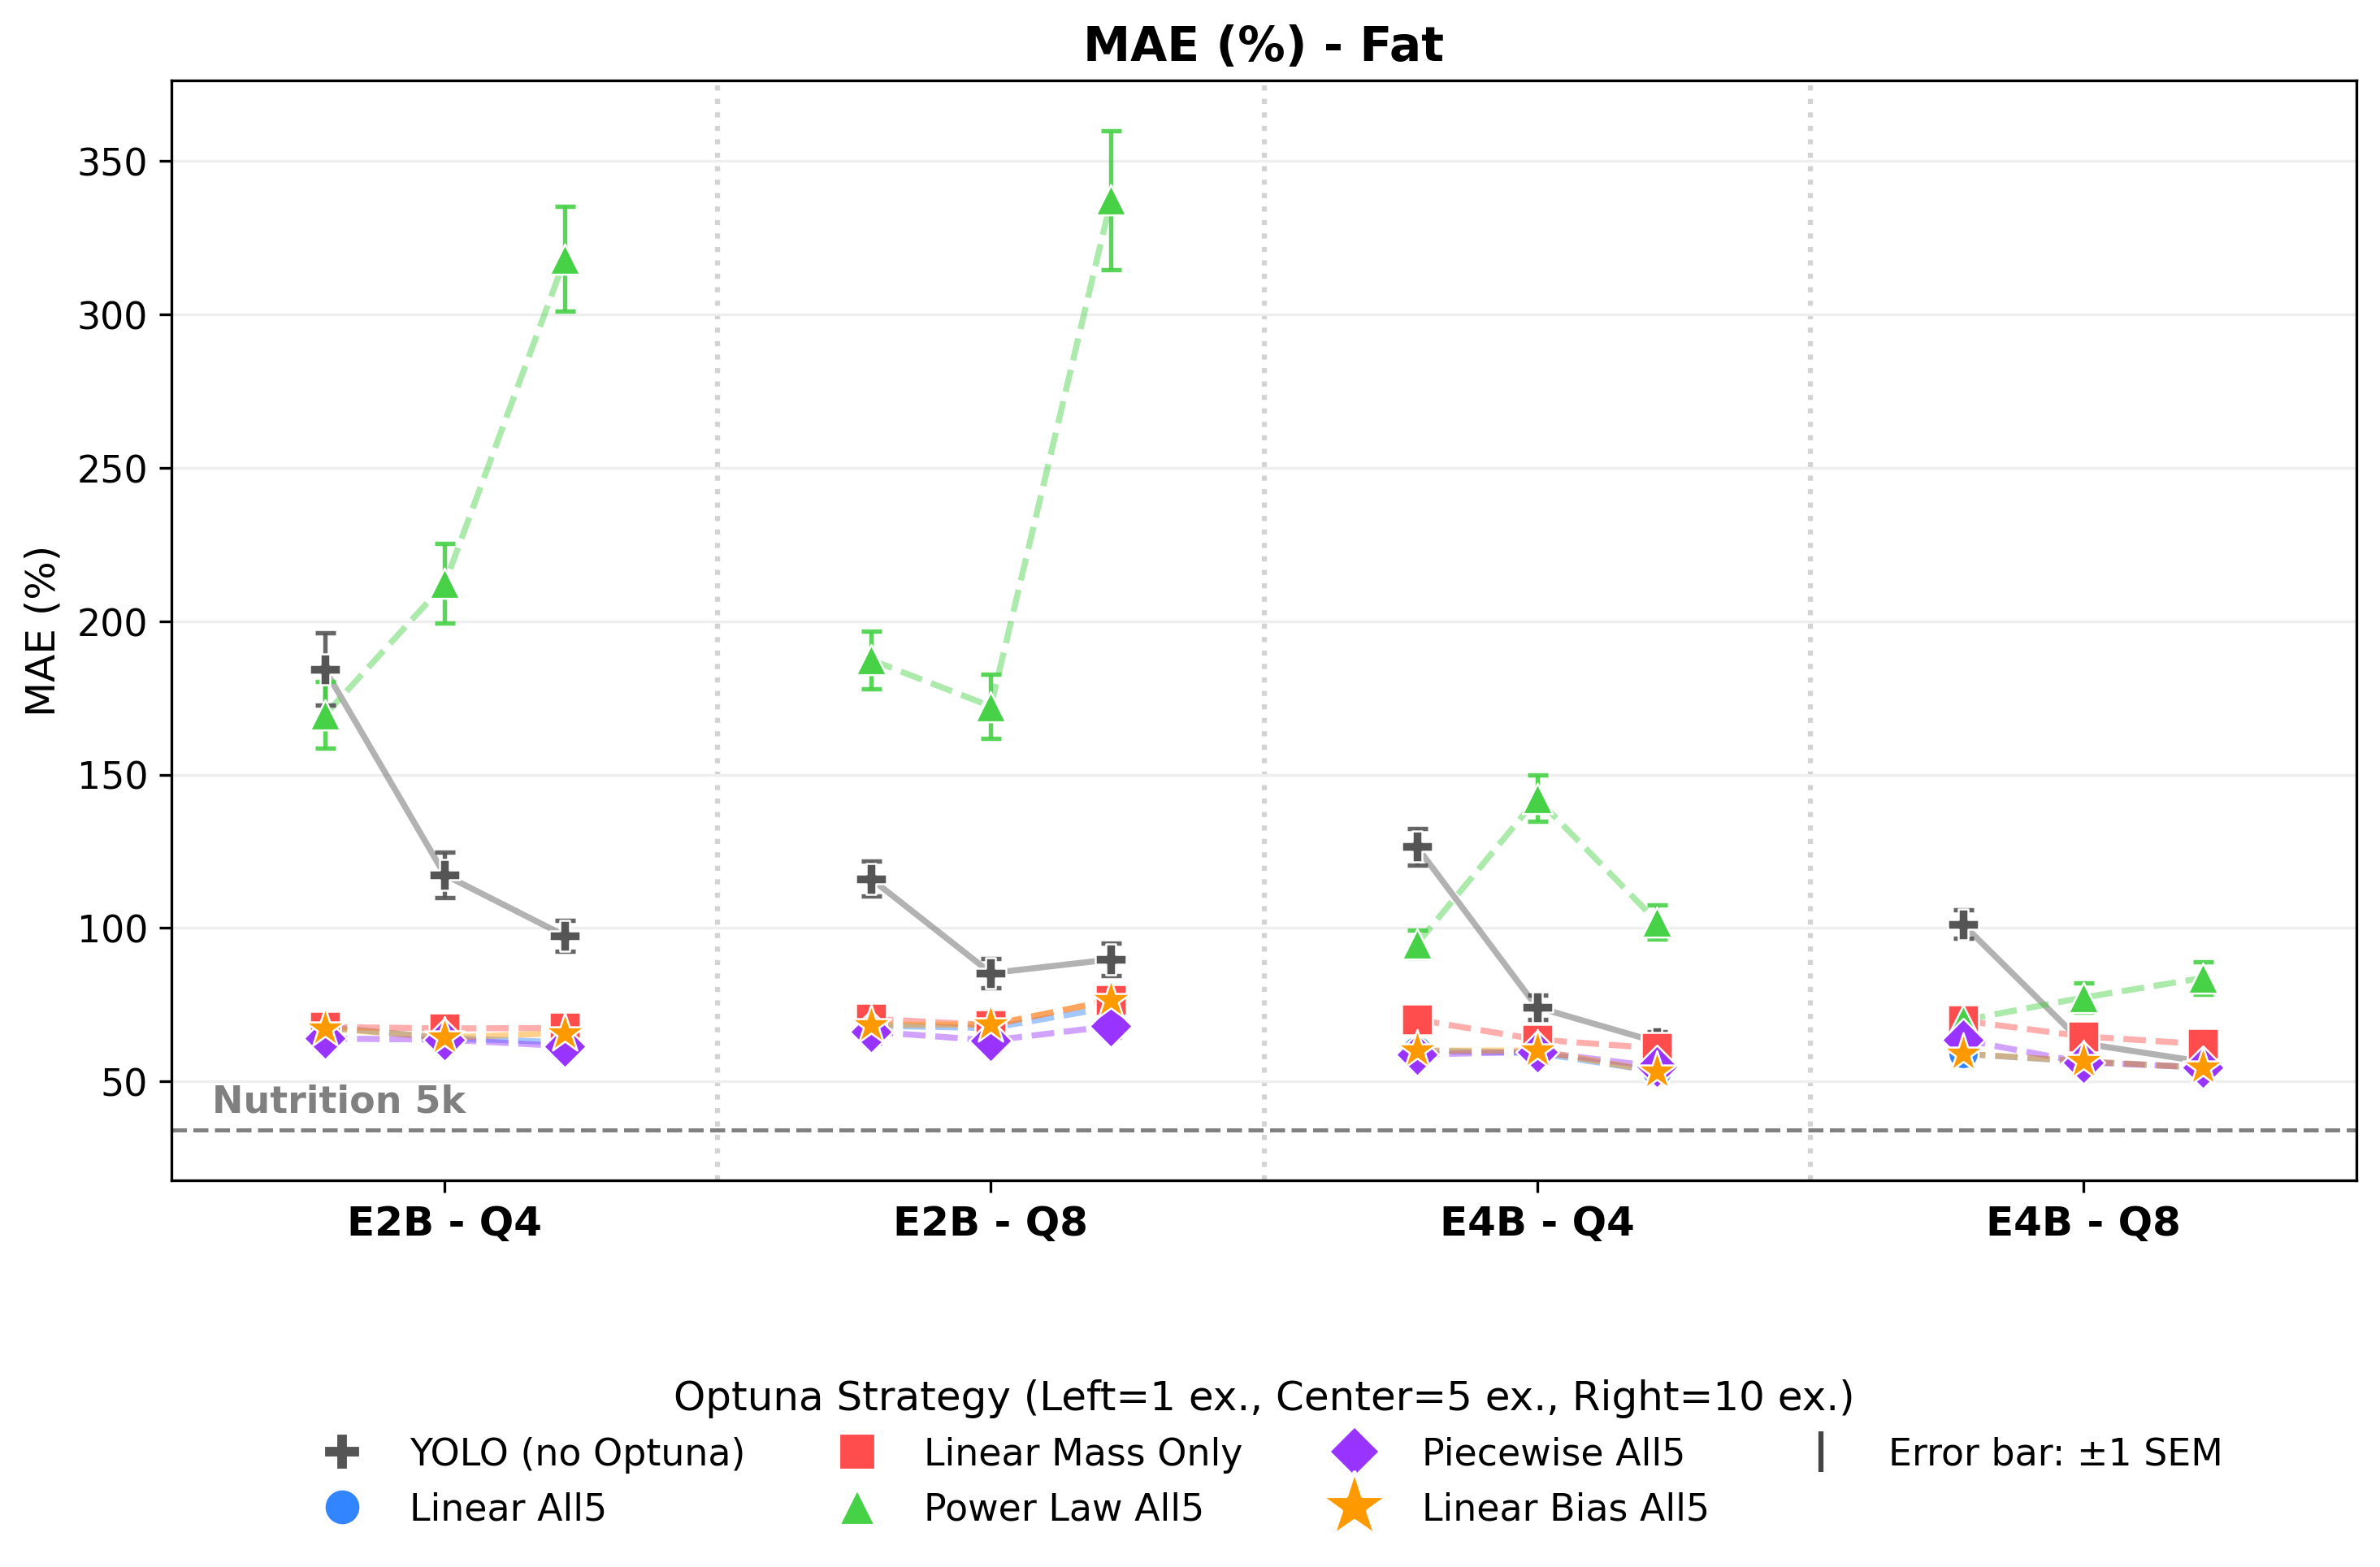 MAE (%) - Fat
MAE (%)
350
300
250
200
150
100
50
Nutrition 5k
E2B - Q4
E2B - Q8
E4B - Q4
E4B - Q8
Optuna Strategy (Left=1 ex., Center=5 ex., Right=10 ex.)
YOLO (no Optuna)
Linear All5
Linear Mass Only
Power Law All5
Piecewise All5
Linear Bias All5
Error bar: ±1 SEM